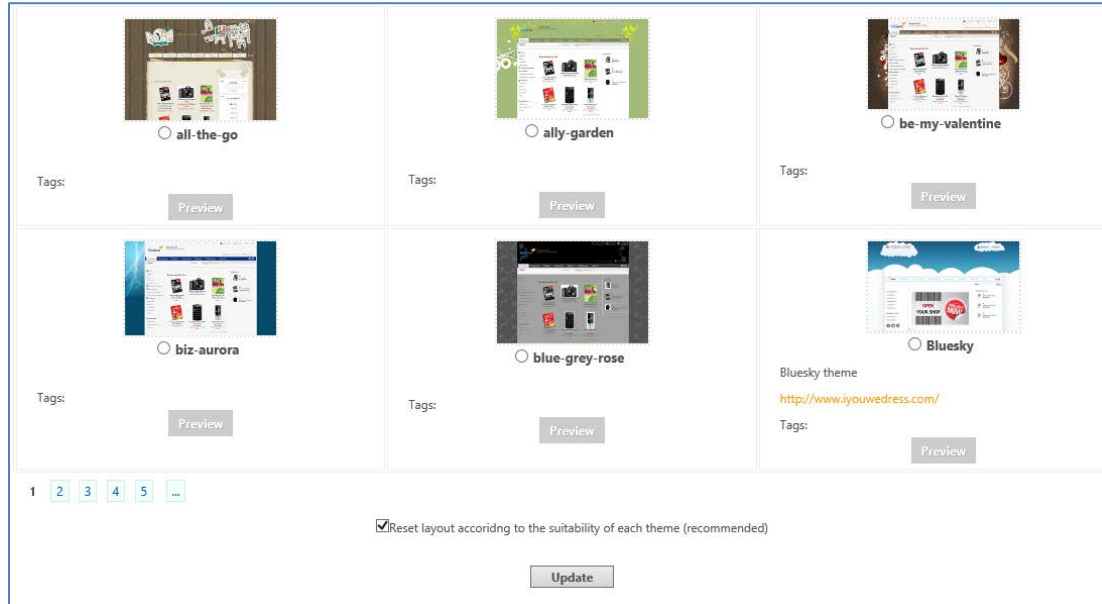 all-the-go
ally-garden
be-my-valentine
Tags:
Tags:
Tags:
Preview
Preview
Preview
biz-aurora
blue-grey-rose
Bluesky
Bluesky theme
http://www.iyouwedress.com/
Tags:
Tags:
Tags:
Preview
Preview
Preview
1 2 3 4 5 ...
Reset layout accoridng to the suitability of each theme (recommended)
Update